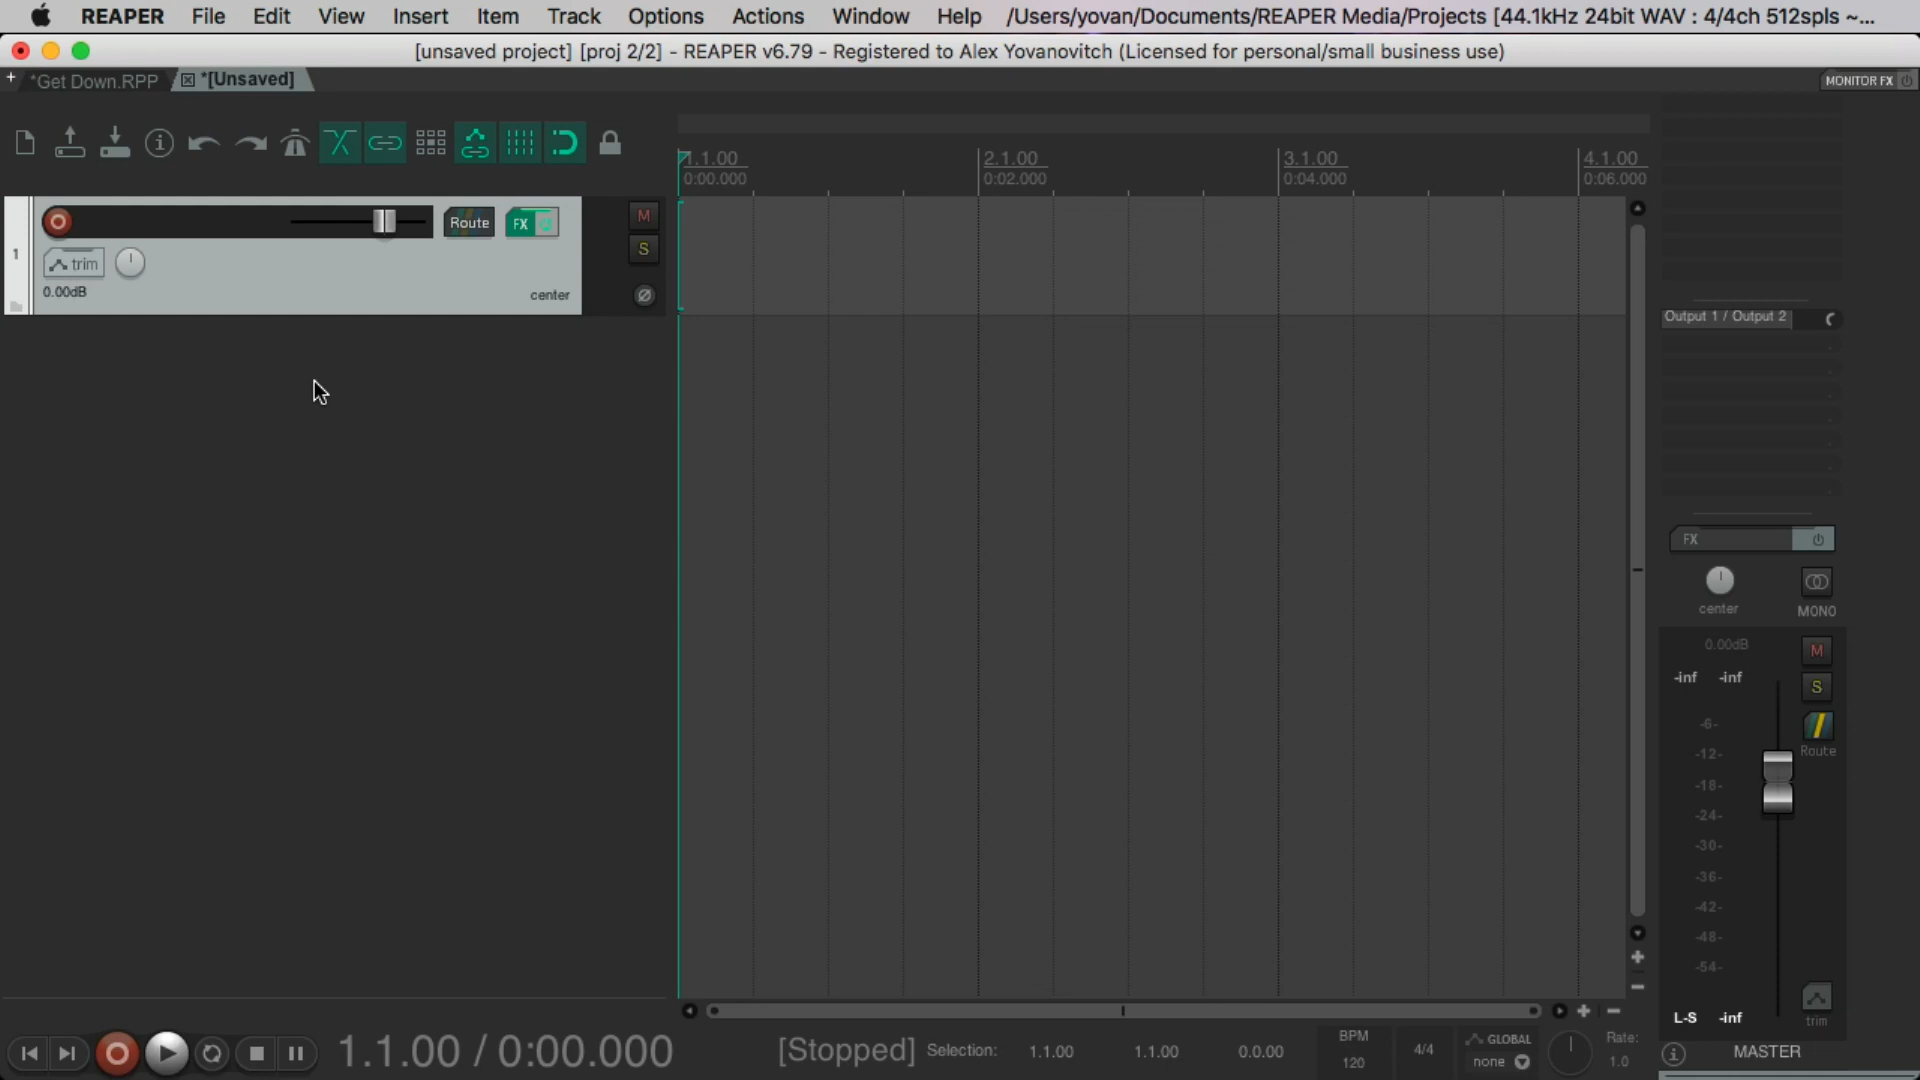 REAPER File Edit View Insert Item Track Options Actions Window Help /Users/yovan/Documents/REAPER Media/Projects [44.1kHz 24bit WAV : 4/4ch 512spls ~...
[unsaved project] [proj 2/2] - REAPER v6.79 - Registered to Alex Yovanovitch (Licensed for personal/small business use)
+ *Get Down.RPP *[Unsaved] MONITOR FX
1.1.00 2.1.00 3.1.00 4.1.00
0:00.000 0:02.000 0:04.000 0:06.000
Route FX M
1 trim S
0.00dB center
Output 1 / Output 2
FX
center MONO
0.00dB M
-inf -inf S
-6-
Route
-12-
-18-
-24-
-30-
-36-
-42-
-48-
-54-
L-S -inf trim
1.1.00 / 0:00.000 [Stopped] Selection: 1.1.00 1.1.00 0.0.00
BPM
120
4/4
GLOBAL
none
Rate:
1.0
MASTER